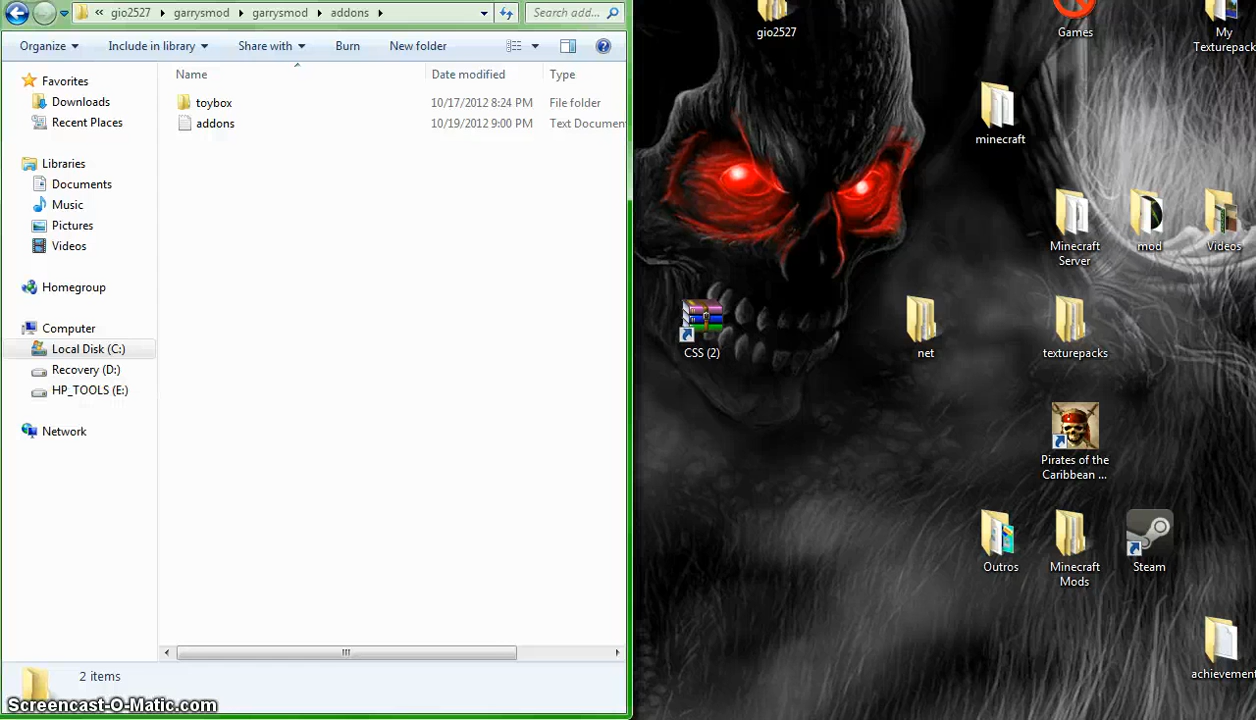 gio2527 garrysmod garrysmod addons Search add...
Organize Include in library Share with Burn New folder
Name Date modified Type
toybox 10/17/2012 8:24 PM File folder
addons 10/19/2012 9:00 PM Text Documen
Favorites
Downloads
Recent Places
Libraries
Documents
Music
Pictures
Videos
Homegroup
Computer
Local Disk (C:)
Recovery (D:)
HP_TOOLS (E:)
Network
2 items
Screencast-O-Matic.com
gio2527
Games
My
Texturepack
minecraft
Minecraft
Server
mod
Videos
CSS (2)
net
texturepacks
Pirates of the
Caribbean ...
Outros
Minecraft
Mods
Steam
achievement